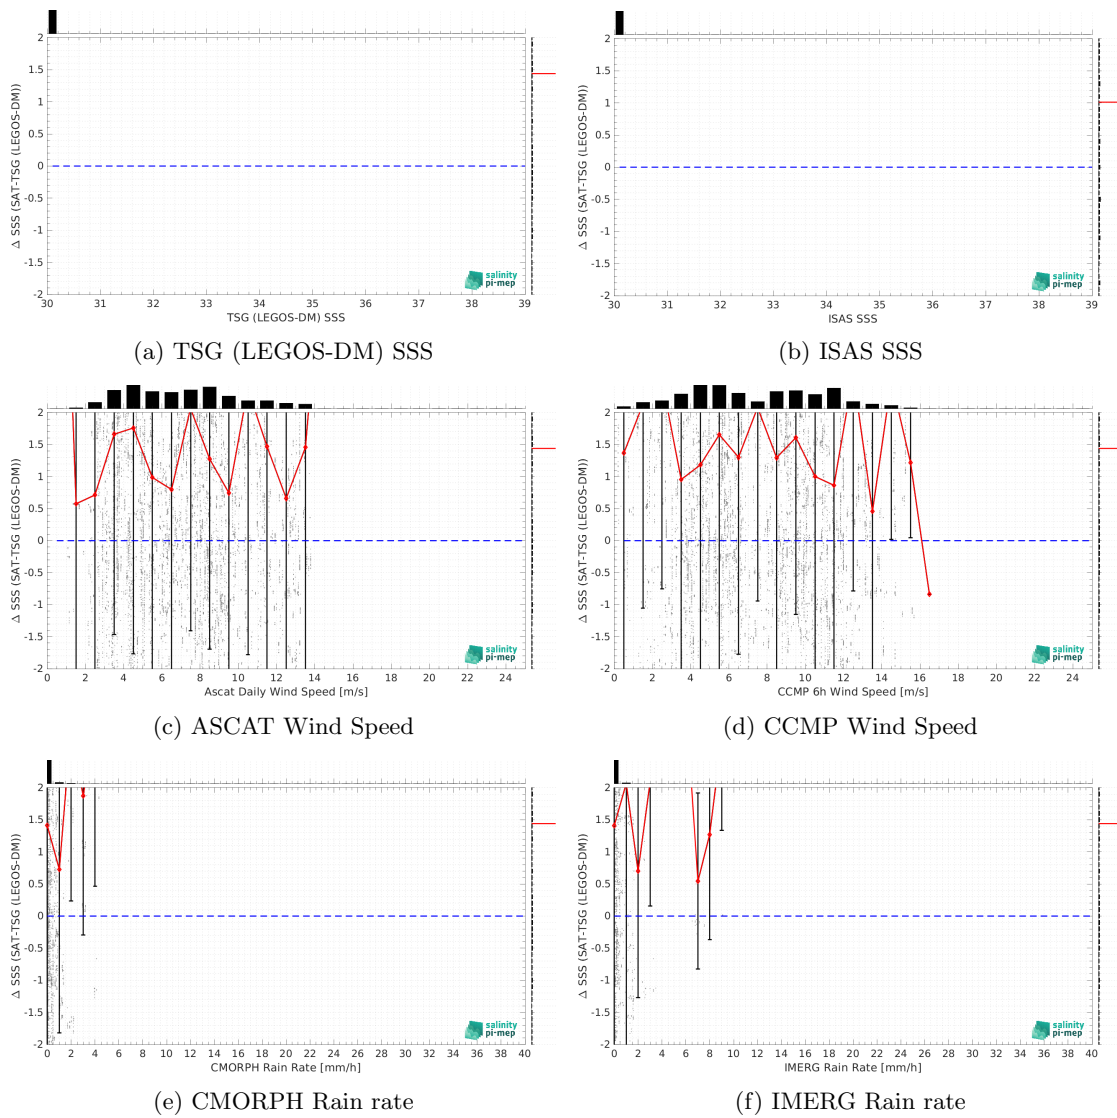 2
1.5
1
0.5
0
-0.5
-1
-1.5
-2
Δ SSS (SAT-TSG (LEGOS-DM))
salinity
pi-mep
30 31 32 33 34 35 36 37 38 39
TSG (LEGOS-DM) SSS
(a) TSG (LEGOS-DM) SSS
2
1.5
1
0.5
0
-0.5
-1
-1.5
-2
Δ SSS (SAT-TSG (LEGOS-DM))
salinity
pi-mep
30 31 32 33 34 35 36 37 38 39
ISAS SSS
(b) ISAS SSS
2
1.5
1
0.5
0
-0.5
-1
-1.5
-2
Δ SSS (SAT-TSG (LEGOS-DM))
salinity
pi-mep
0 2 4 6 8 10 12 14 16 18 20 22 24
Ascat Daily Wind Speed [m/s]
(c) ASCAT Wind Speed
2
1.5
1
0.5
0
-0.5
-1
-1.5
-2
Δ SSS (SAT-TSG (LEGOS-DM))
salinity
pi-mep
0 2 4 6 8 10 12 14 16 18 20 22 24
CCMP 6h Wind Speed [m/s]
(d) CCMP Wind Speed
2
1.5
1
0.5
0
-0.5
-1
-1.5
-2
Δ SSS (SAT-TSG (LEGOS-DM))
salinity
pi-mep
0 2 4 6 8 10 12 14 16 18 20 22 24 26 28 30 32 34 36 38 40
CMORPH Rain Rate [mm/h]
(e) CMORPH Rain rate
2
1.5
1
0.5
0
-0.5
-1
-1.5
-2
Δ SSS (SAT-TSG (LEGOS-DM))
salinity
pi-mep
0 2 4 6 8 10 12 14 16 18 20 22 24 26 28 30 32 34 36 38 40
IMERG Rain Rate [mm/h]
(f) IMERG Rain rate